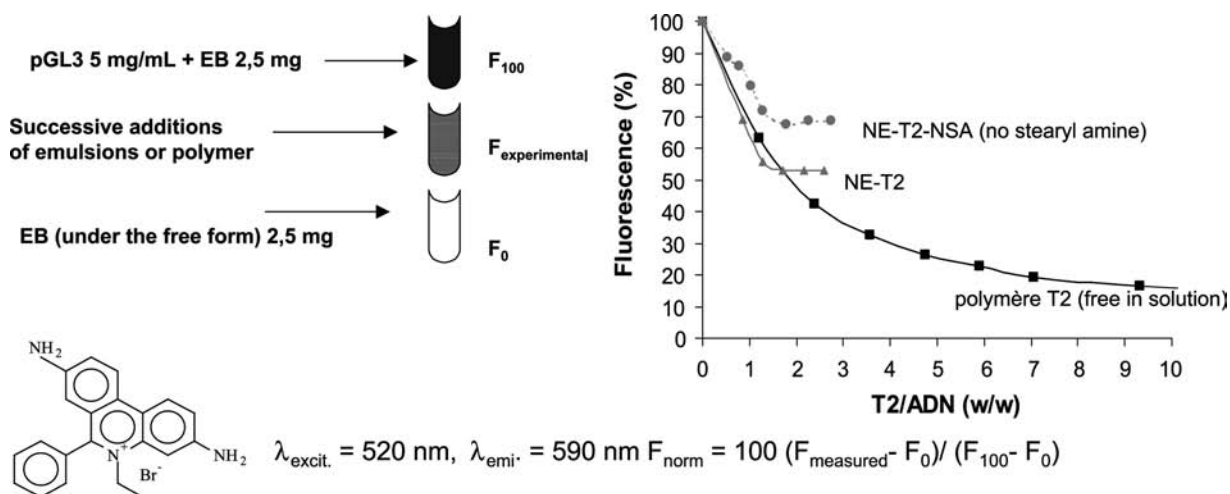 pGL3 5 mg/mL + EB 2,5 mg
F100
Successive additions
of emulsions or polymer
Fexperimental
EB (under the free form) 2,5 mg
F0
Fluorescence (%)
100
90
80
70
60
50
40
30
20
10
0
NE-T2-NSA (no stearyl amine)
NE-T2
polymère T2 (free in solution)
0 1 2 3 4 5 6 7 8 9 10
T2/ADN (w/w)
NH2
N+
NH2
Br-
λexcit. = 520 nm, λemi. = 590 nm Fnorm = 100 (Fmeasured- F0)/ (F100- F0)